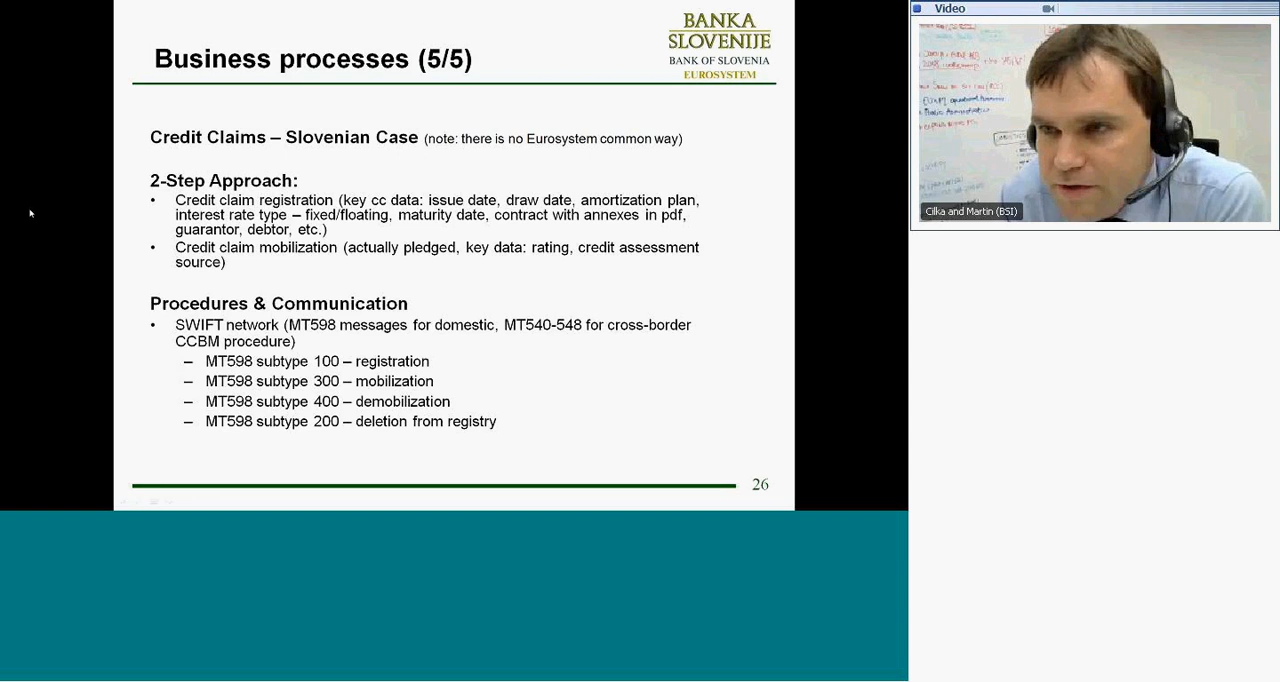 Business processes (5/5)
BANKA
SLOVENIJE
BANK OF SLOVENIA
EUROSYSTEM
Credit Claims – Slovenian Case (note: there is no Eurosystem common way)
2-Step Approach:
• Credit claim registration (key cc data: issue date, draw date, amortization plan,
interest rate type – fixed/floating, maturity date, contract with annexes in pdf,
guarantor, debtor, etc.)
• Credit claim mobilization (actually pledged, key data: rating, credit assessment
source)
Procedures & Communication
• SWIFT network (MT598 messages for domestic, MT540-548 for cross-border
CCBM procedure)
– MT598 subtype 100 – registration
– MT598 subtype 300 – mobilization
– MT598 subtype 400 – demobilization
– MT598 subtype 200 – deletion from registry
26
Video
Cilka and Martin (BSI)